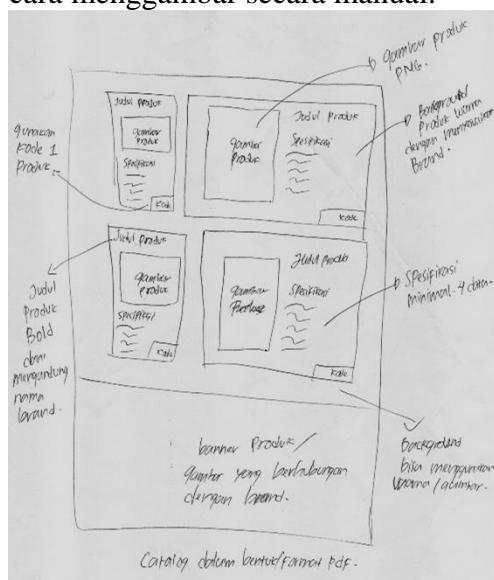 cara menggambar secara manual.
gambar produk
PNG.
Judul Produk
gambar
Produk
Spesifikasi
Kode
gambar
Produk
Judul Produk
Spesifikasi
Kode
Background
Produk warna
dengan menyesuaikan
Brand.
gunakan
Kode 1
Produk
Judul Produk
gambar
Produk
Spesifikasi
Kode
gambar
Judul Produk
Spesifikasi
Kode
Spesifikasi
minimal 4 data.
Judul
Produk
Bold
dan
mengandung
nama
brand.
banner Produk/
gambar yang berhubungan
dengan brand.
Background
bisa menggunakan
warna/gambar.
Catalog dalam bentuk/format pdf.